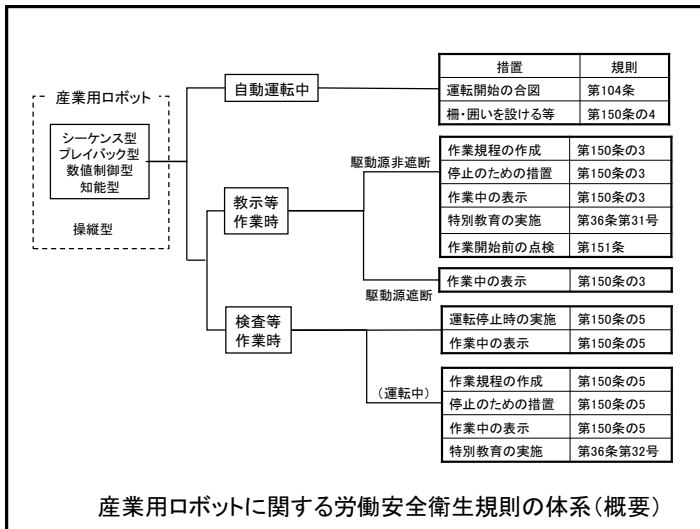 産業用ロボット
シーケンス型
プレイバック型
数値制御型
知能型
操縦型
自動運転中
措置 規則
運転開始の合図 第104条
柵・囲いを設ける等 第150条の4
教示等
作業時
駆動源非遮断
作業規程の作成 第150条の3
停止のための措置 第150条の3
作業中の表示 第150条の3
特別教育の実施 第36条第31号
作業開始前の点検 第151条
駆動源遮断
作業中の表示 第150条の3
検査等
作業時
運転停止時の実施 第150条の5
作業中の表示 第150条の5
(運転中)
作業規程の作成 第150条の5
停止のための措置 第150条の5
作業中の表示 第150条の5
特別教育の実施 第36条第32号
産業用ロボットに関する労働安全衛生規則の体系(概要)